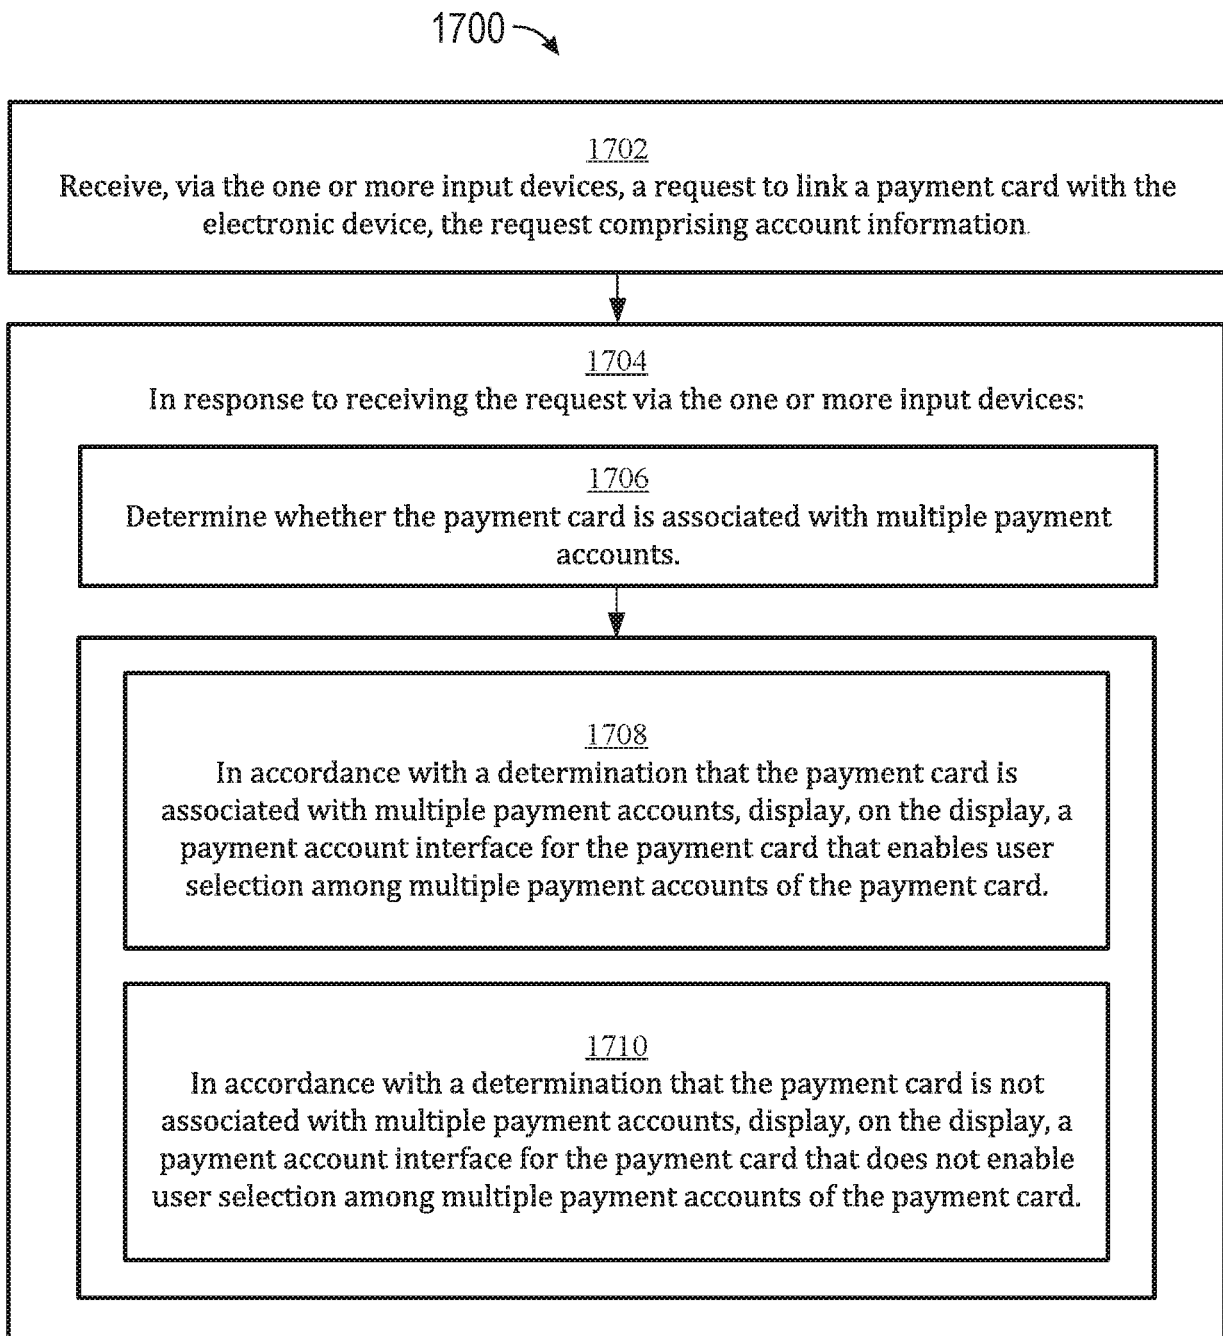 1700
1702
Receive, via the one or more input devices, a request to link a payment card with the
electronic device, the request comprising account information.
1704
In response to receiving the request via the one or more input devices:
1706
Determine whether the payment card is associated with multiple payment
accounts.
1708
In accordance with a determination that the payment card is
associated with multiple payment accounts, display, on the display, a
payment account interface for the payment card that enables user
selection among multiple payment accounts of the payment card.
1710
In accordance with a determination that the payment card is not
associated with multiple payment accounts, display, on the display, a
payment account interface for the payment card that does not enable
user selection among multiple payment accounts of the payment card.